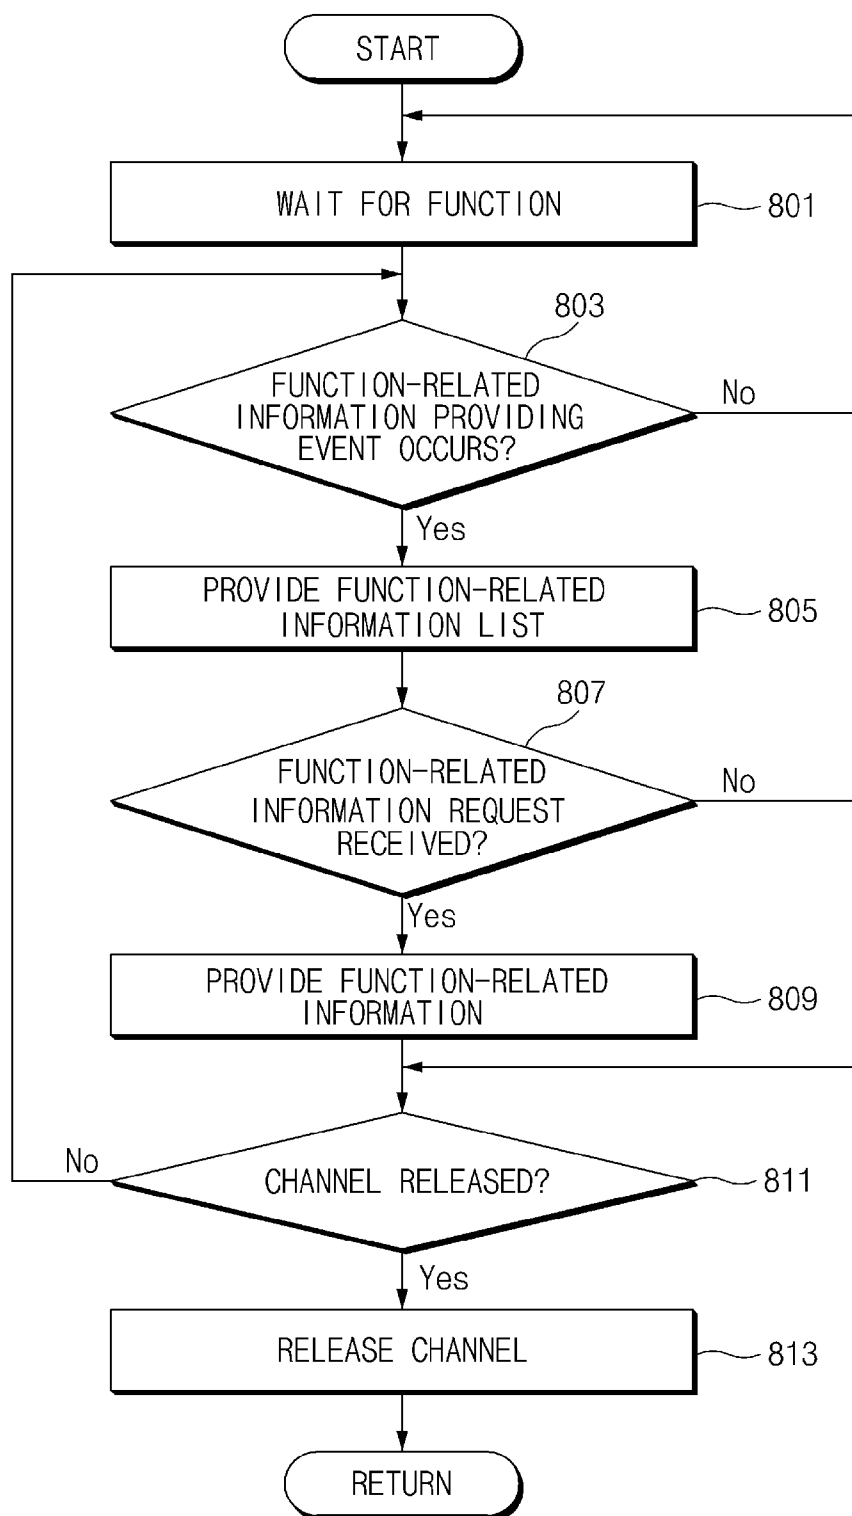 START
WAIT FOR FUNCTION
801
803
FUNCTION-RELATED
INFORMATION PROVIDING
EVENT OCCURS?
No
Yes
PROVIDE FUNCTION-RELATED
INFORMATION LIST
805
807
FUNCTION-RELATED
INFORMATION REQUEST
RECEIVED?
No
Yes
PROVIDE FUNCTION-RELATED
INFORMATION
809
No
CHANNEL RELEASED?
811
Yes
RELEASE CHANNEL
813
RETURN